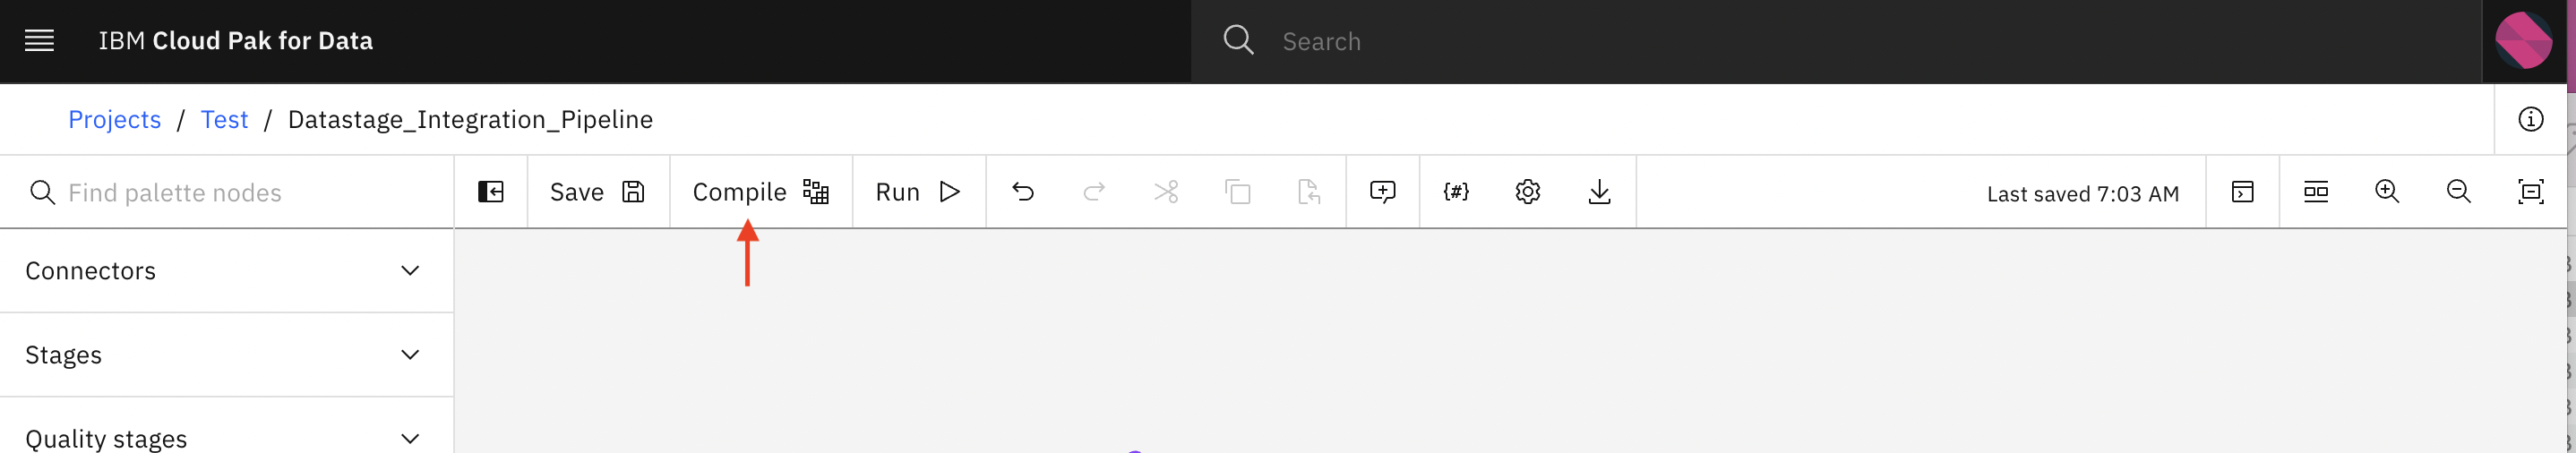 IBM Cloud Pak for Data
Search
Projects / Test / Datastage_Integration_Pipeline
Find palette nodes
Save
Compile
Run
{#}
Last saved 7:03 AM
Connectors
Stages
Quality stages